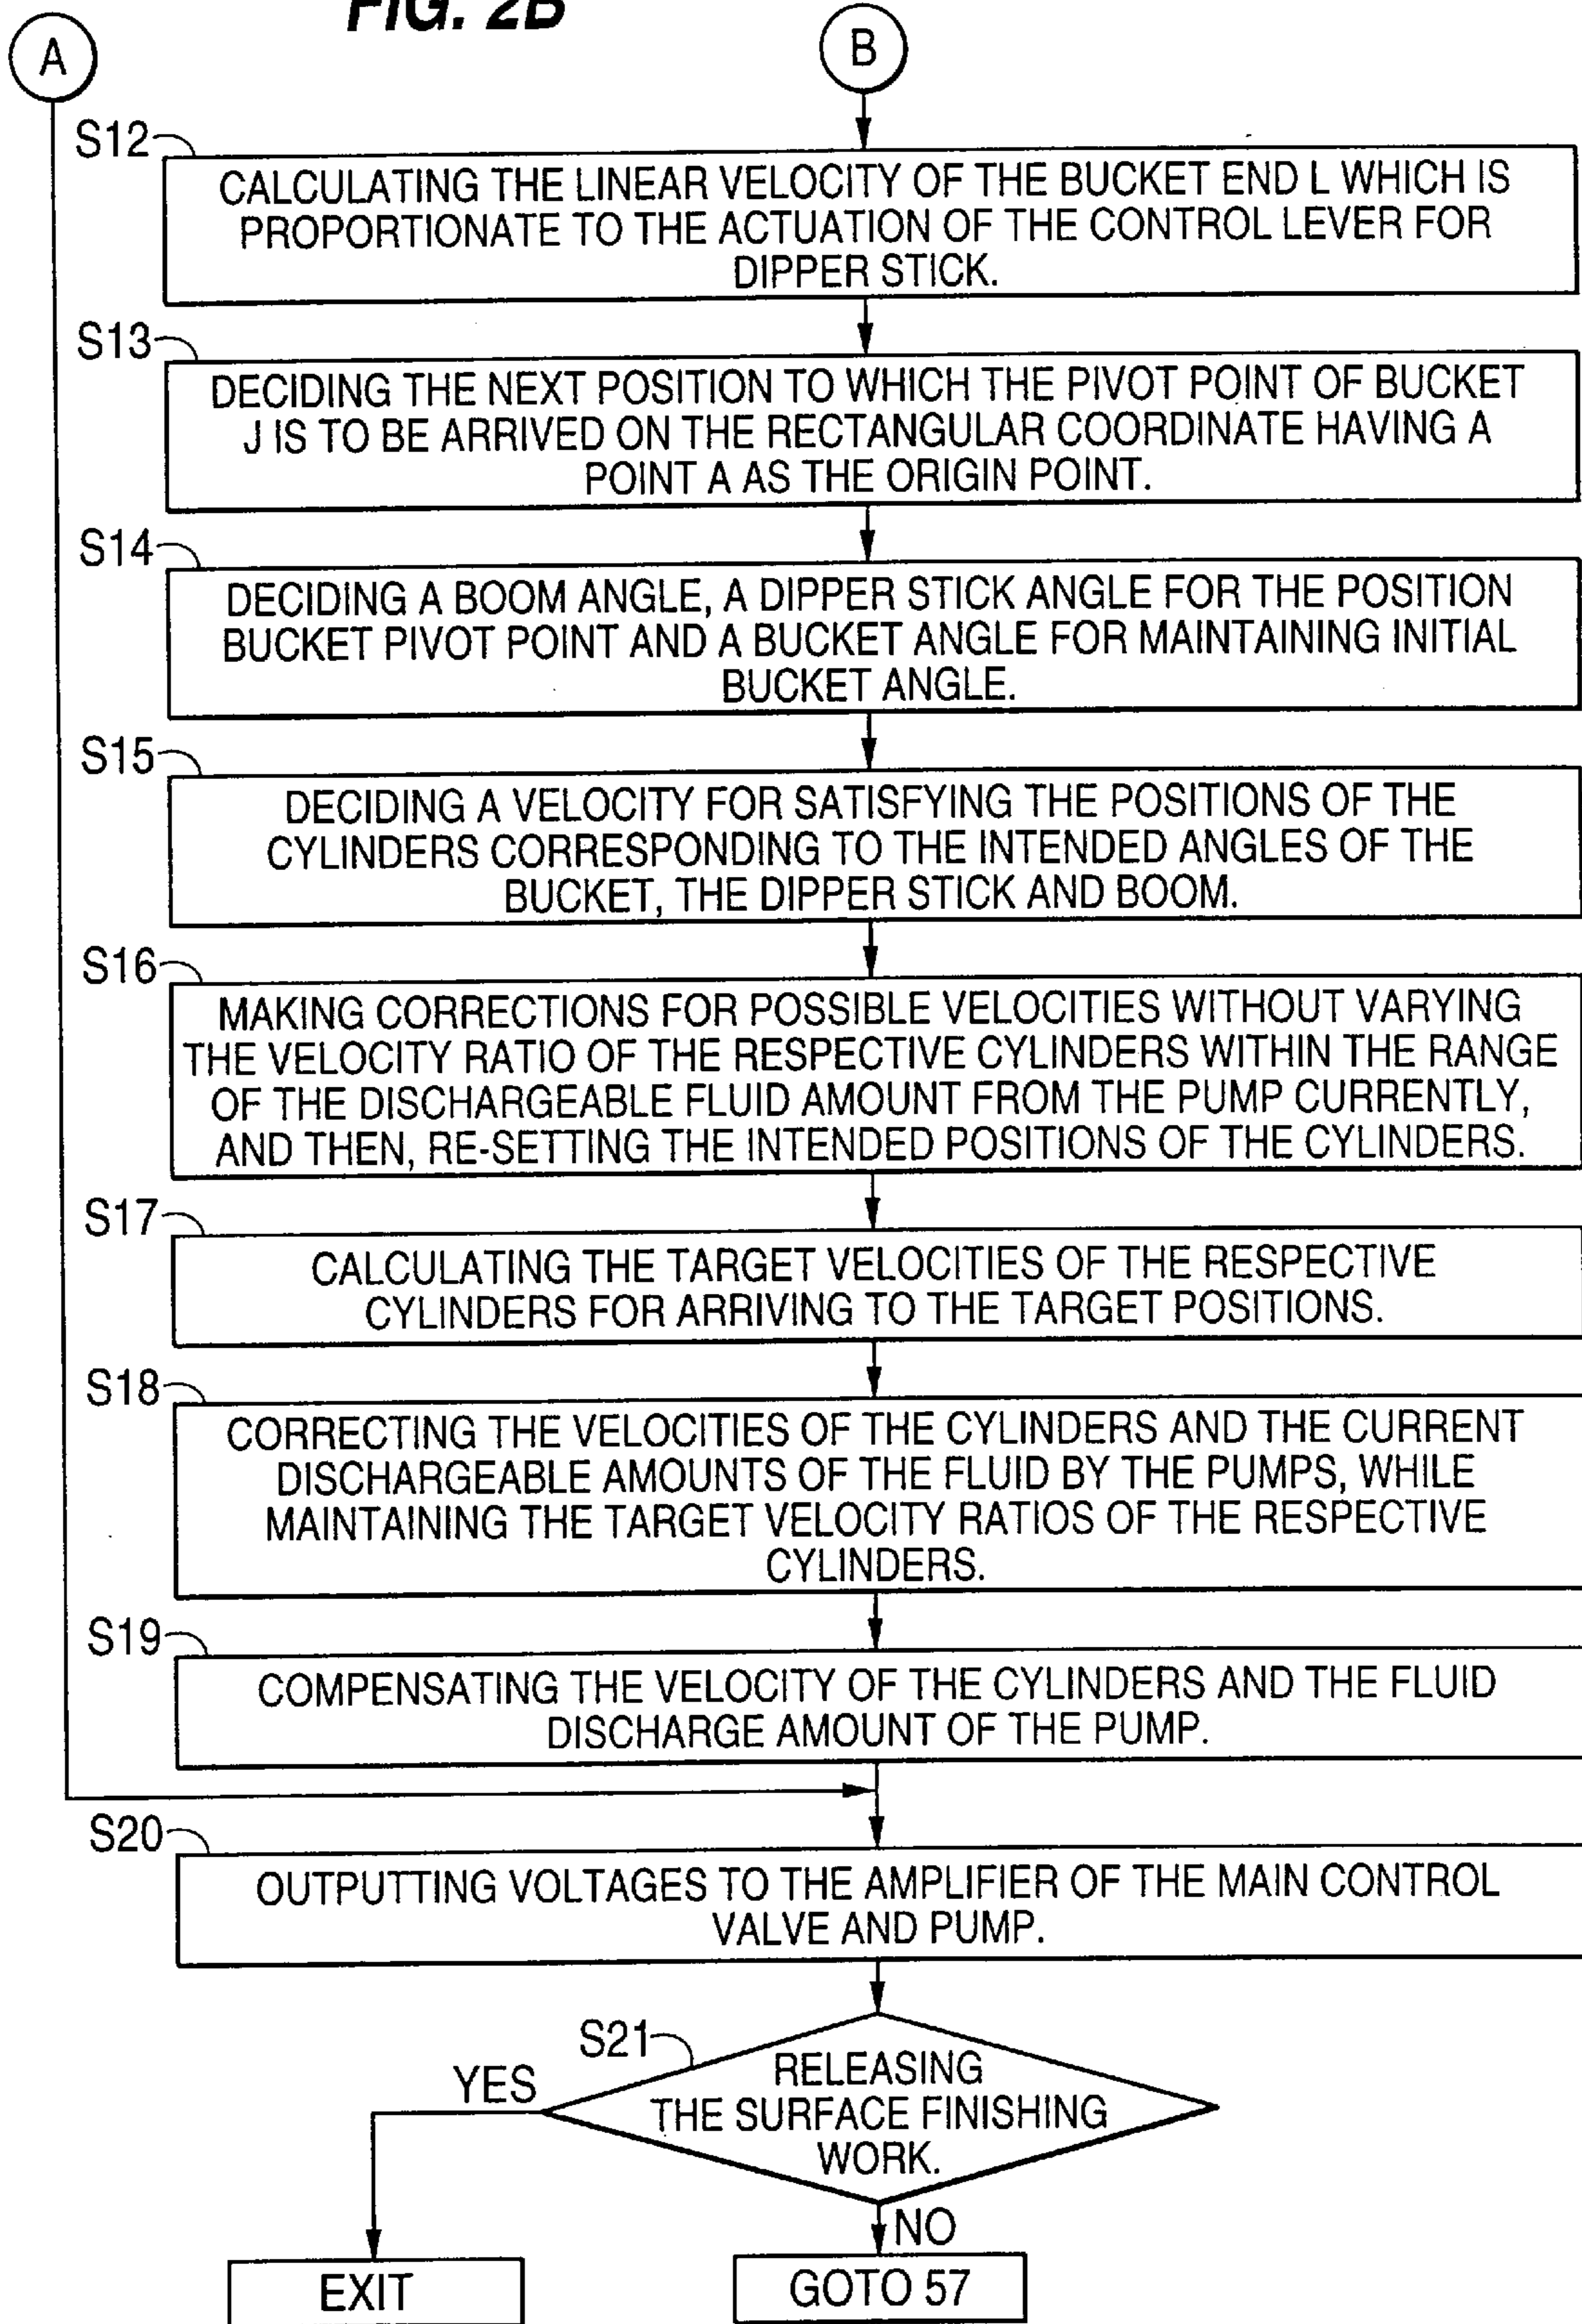 FIG. 2B
A
B
S12
CALCULATING THE LINEAR VELOCITY OF THE BUCKET END L WHICH IS
PROPORTIONATE TO THE ACTUATION OF THE CONTROL LEVER FOR
DIPPER STICK.
S13
DECIDING THE NEXT POSITION TO WHICH THE PIVOT POINT OF BUCKET
J IS TO BE ARRIVED ON THE RECTANGULAR COORDINATE HAVING A
POINT A AS THE ORIGIN POINT.
S14
DECIDING A BOOM ANGLE, A DIPPER STICK ANGLE FOR THE POSITION
BUCKET PIVOT POINT AND A BUCKET ANGLE FOR MAINTAINING INITIAL
BUCKET ANGLE.
S15
DECIDING A VELOCITY FOR SATISFYING THE POSITIONS OF THE
CYLINDERS CORRESPONDING TO THE INTENDED ANGLES OF THE
BUCKET, THE DIPPER STICK AND BOOM.
S16
MAKING CORRECTIONS FOR POSSIBLE VELOCITIES WITHOUT VARYING
THE VELOCITY RATIO OF THE RESPECTIVE CYLINDERS WITHIN THE RANGE
OF THE DISCHARGEABLE FLUID AMOUNT FROM THE PUMP CURRENTLY,
AND THEN, RE-SETTING THE INTENDED POSITIONS OF THE CYLINDERS.
S17
CALCULATING THE TARGET VELOCITIES OF THE RESPECTIVE
CYLINDERS FOR ARRIVING TO THE TARGET POSITIONS.
S18
CORRECTING THE VELOCITIES OF THE CYLINDERS AND THE CURRENT
DISCHARGEABLE AMOUNTS OF THE FLUID BY THE PUMPS, WHILE
MAINTAINING THE TARGET VELOCITY RATIOS OF THE RESPECTIVE
CYLINDERS.
S19
COMPENSATING THE VELOCITY OF THE CYLINDERS AND THE FLUID
DISCHARGE AMOUNT OF THE PUMP.
S20
OUTPUTTING VOLTAGES TO THE AMPLIFIER OF THE MAIN CONTROL
VALVE AND PUMP.
S21
RELEASING
THE SURFACE FINISHING
WORK.
YES
NO
EXIT
GOTO 57